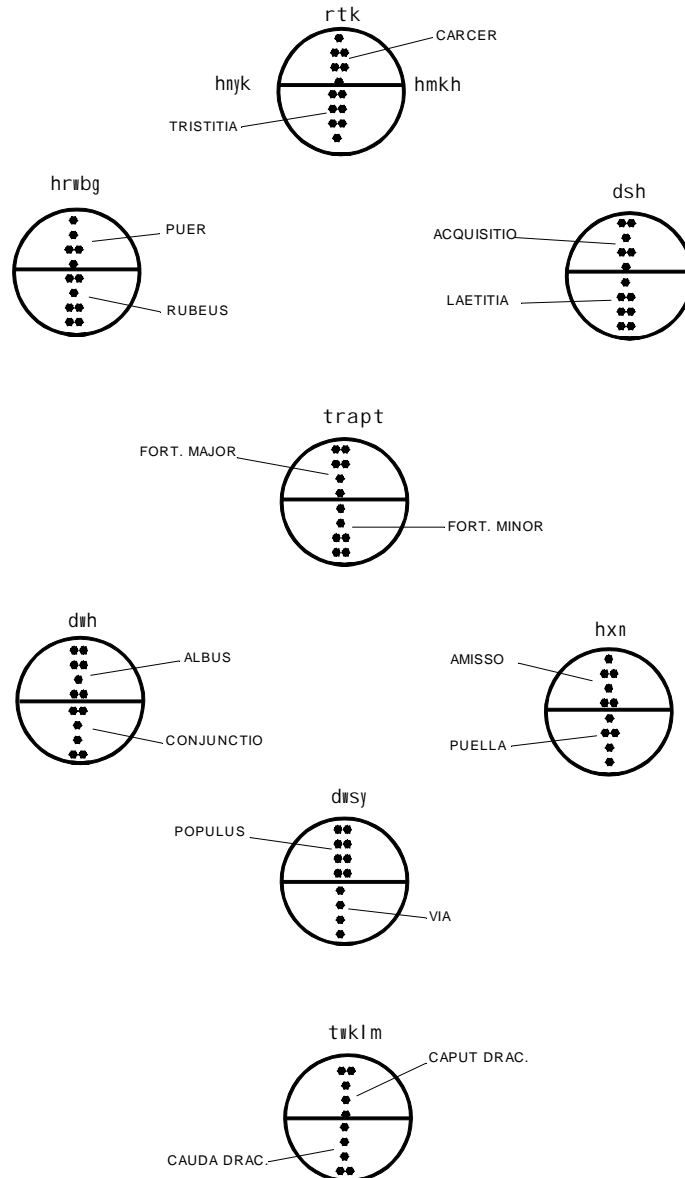 rtk
CARCER
hnyk hmkh
TRISTITIA
hrwbg
dsh
PUER
ACQUISITIO
LAETITIA
RUBEUS
trapt
FORT. MAJOR
FORT. MINOR
dwh
hxn
ALBUS
AMISSO
CONJUNCTIO
PUELLA
dwsy
POPULUS
VIA
twklm
CAPUT DRAC.
CAUDA DRAC.